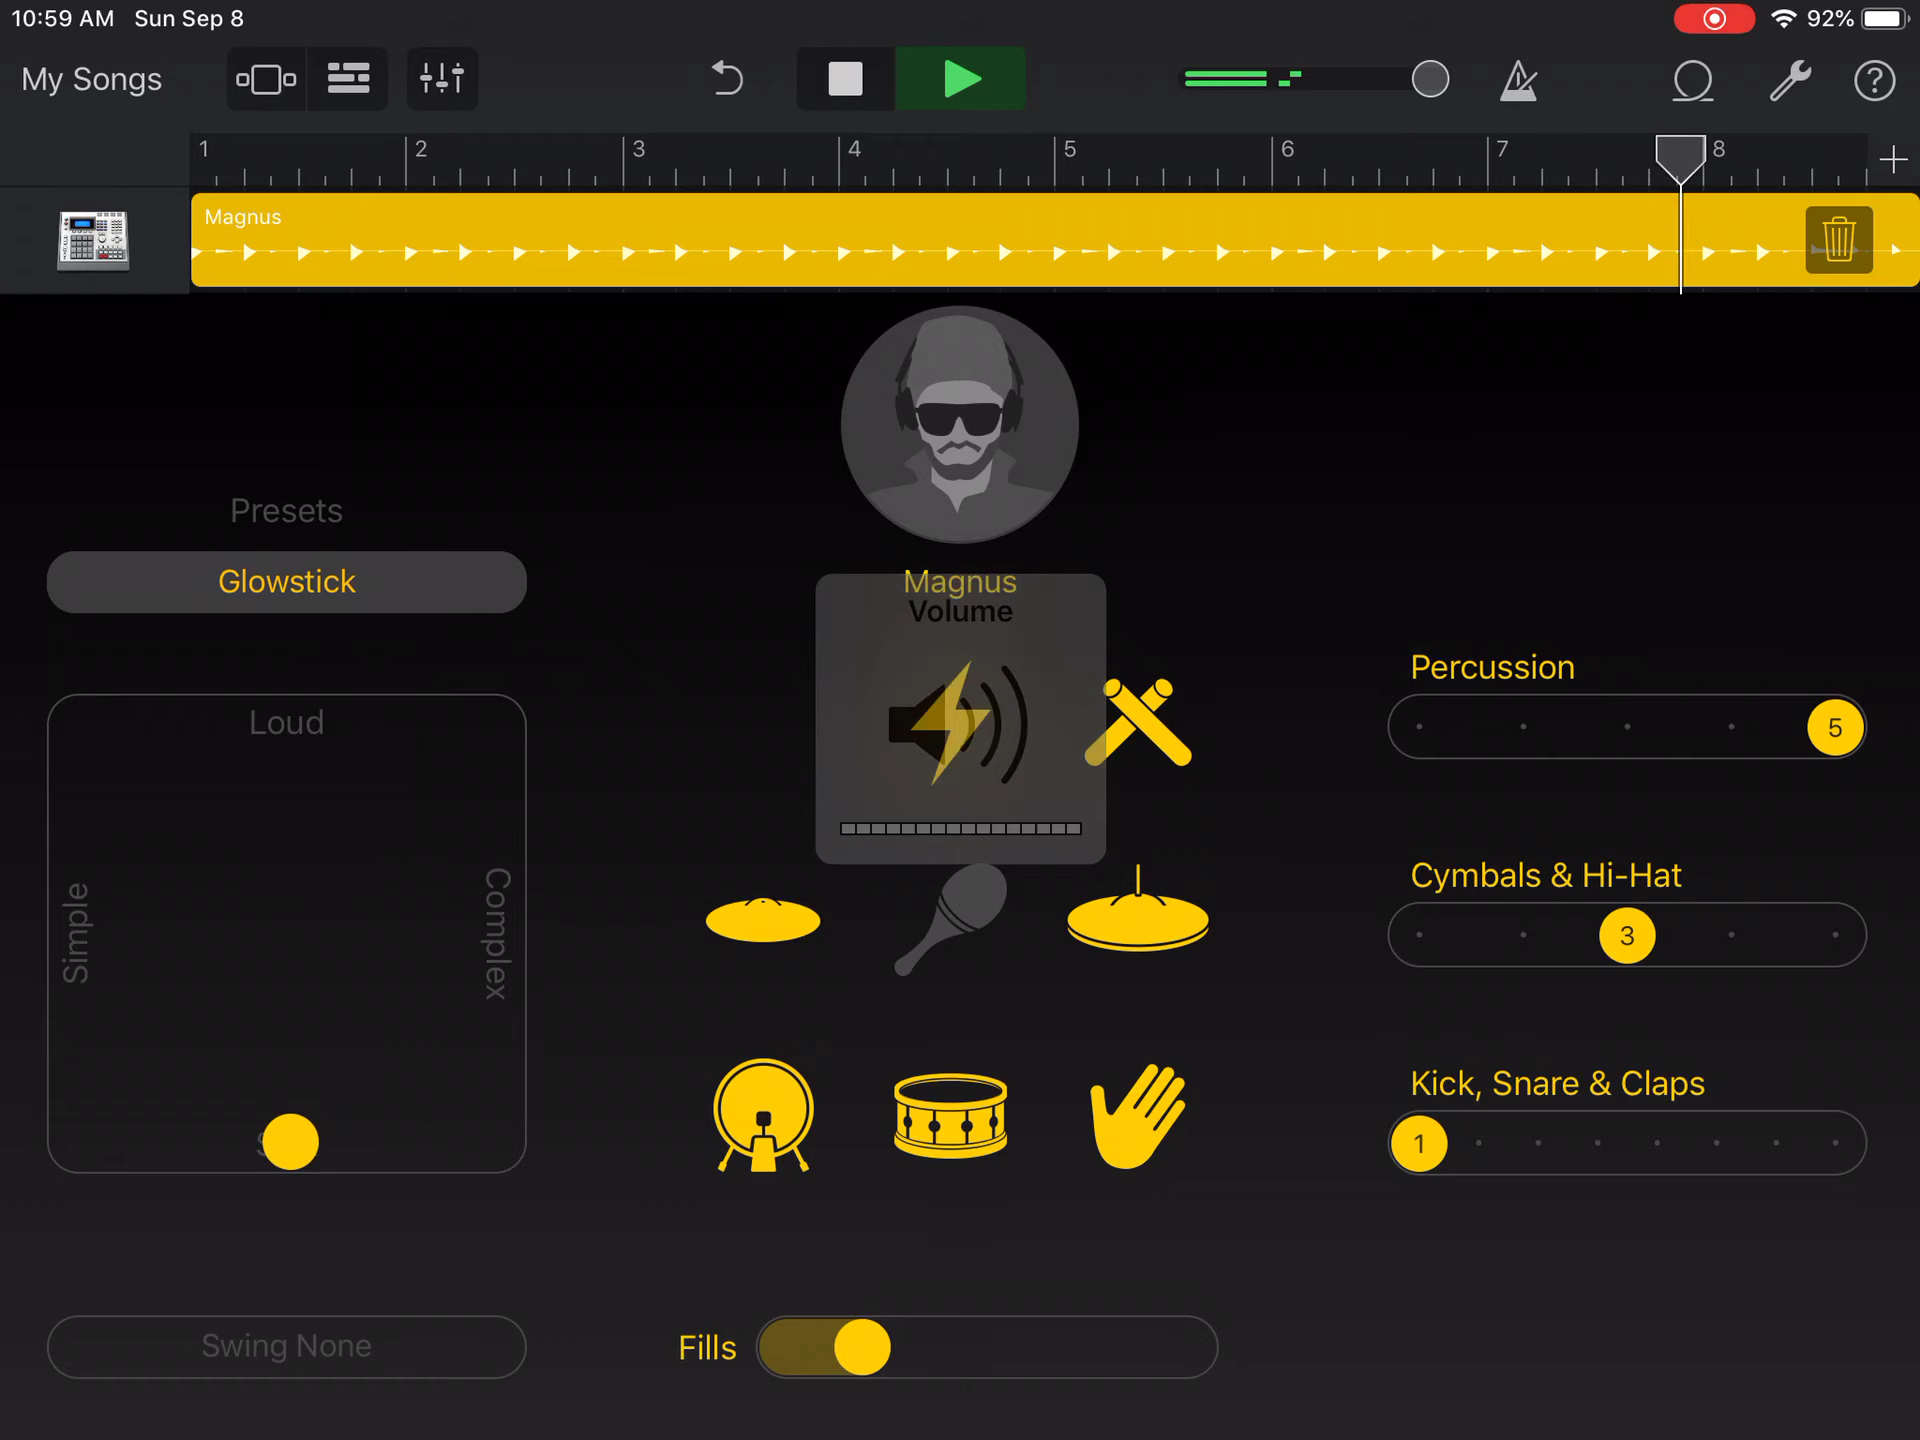 10:59 AM Sun Sep 8
92%
My Songs
1 2 3 4 5 6 7 8
Magnus
Presets
Glowstick
Magnus
Volume
Percussion
5
Loud
Simple
Complex
Cymbals & Hi-Hat
3
Kick, Snare & Claps
1
Swing None
Fills